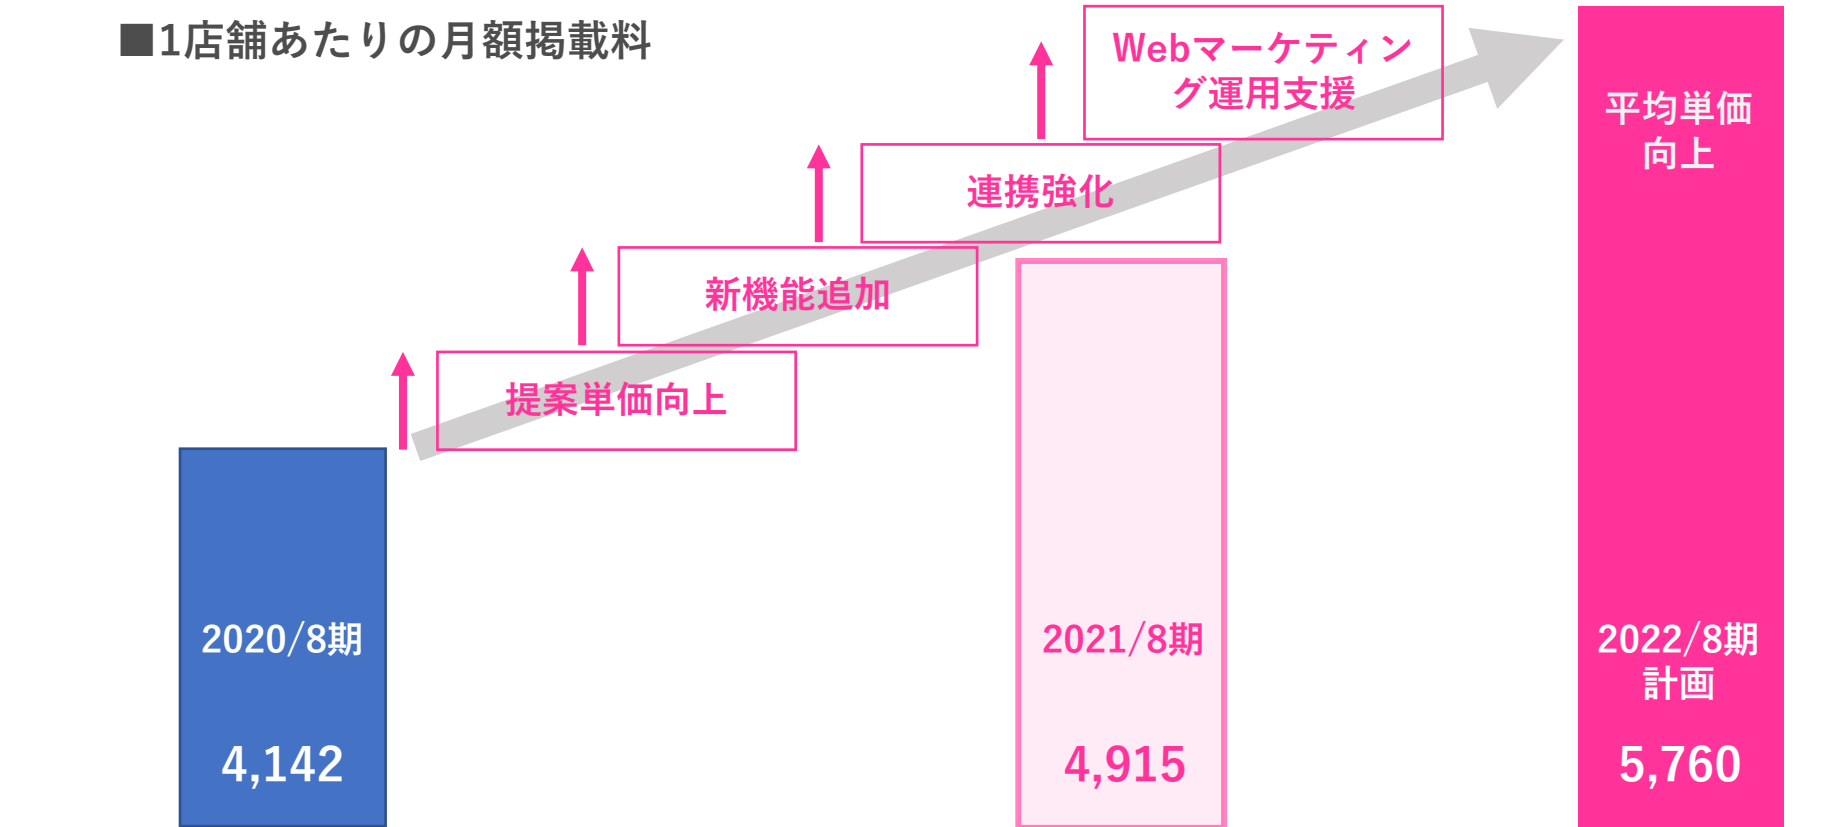 ■1店舗あたりの月額掲載料
Webマーケティン
グ運用支援
連携強化
新機能追加
提案単価向上
平均単価
向上
2020/8期
4,142
2021/8期
4,915
2022/8期
計画
5,760